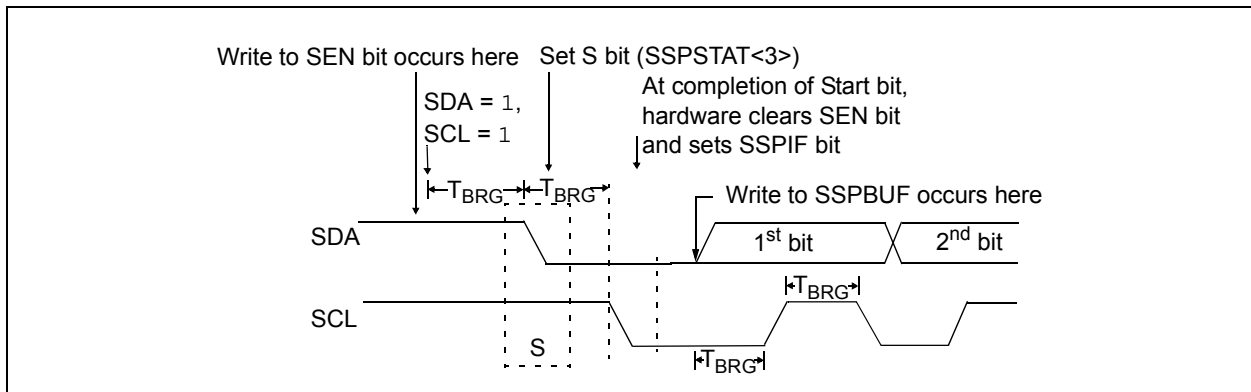 Write to SEN bit occurs here
Set S bit (SSPSTAT<3>)
At completion of Start bit,
hardware clears SEN bit
and sets SSPIF bit
SDA = 1,
SCL = 1
TBRG
TBRG
Write to SSPBUF occurs here
SDA
1st bit
2nd bit
TBRG
SCL
S
TBRG